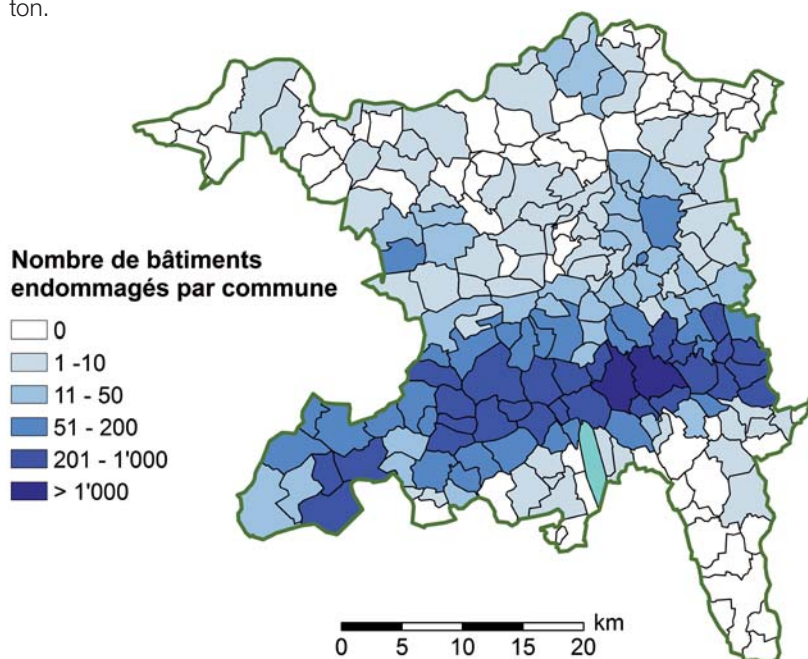 ton.
Nombre de bâtiments
endommagés par commune
0
1 -10
11 - 50
51 - 200
201 - 1'000
> 1'000
km
0 5 10 15 20